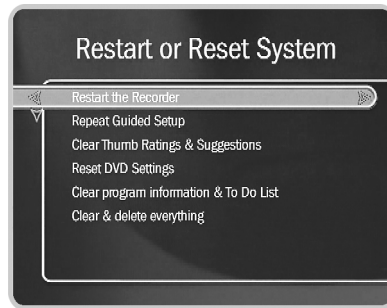 Restart or Reset System
Restart the Recorder
Repeat Guided Setup
Clear Thumb Ratings & Suggestions
Reset DVD Settings
Clear program information & To Do List
Clear & delete everything